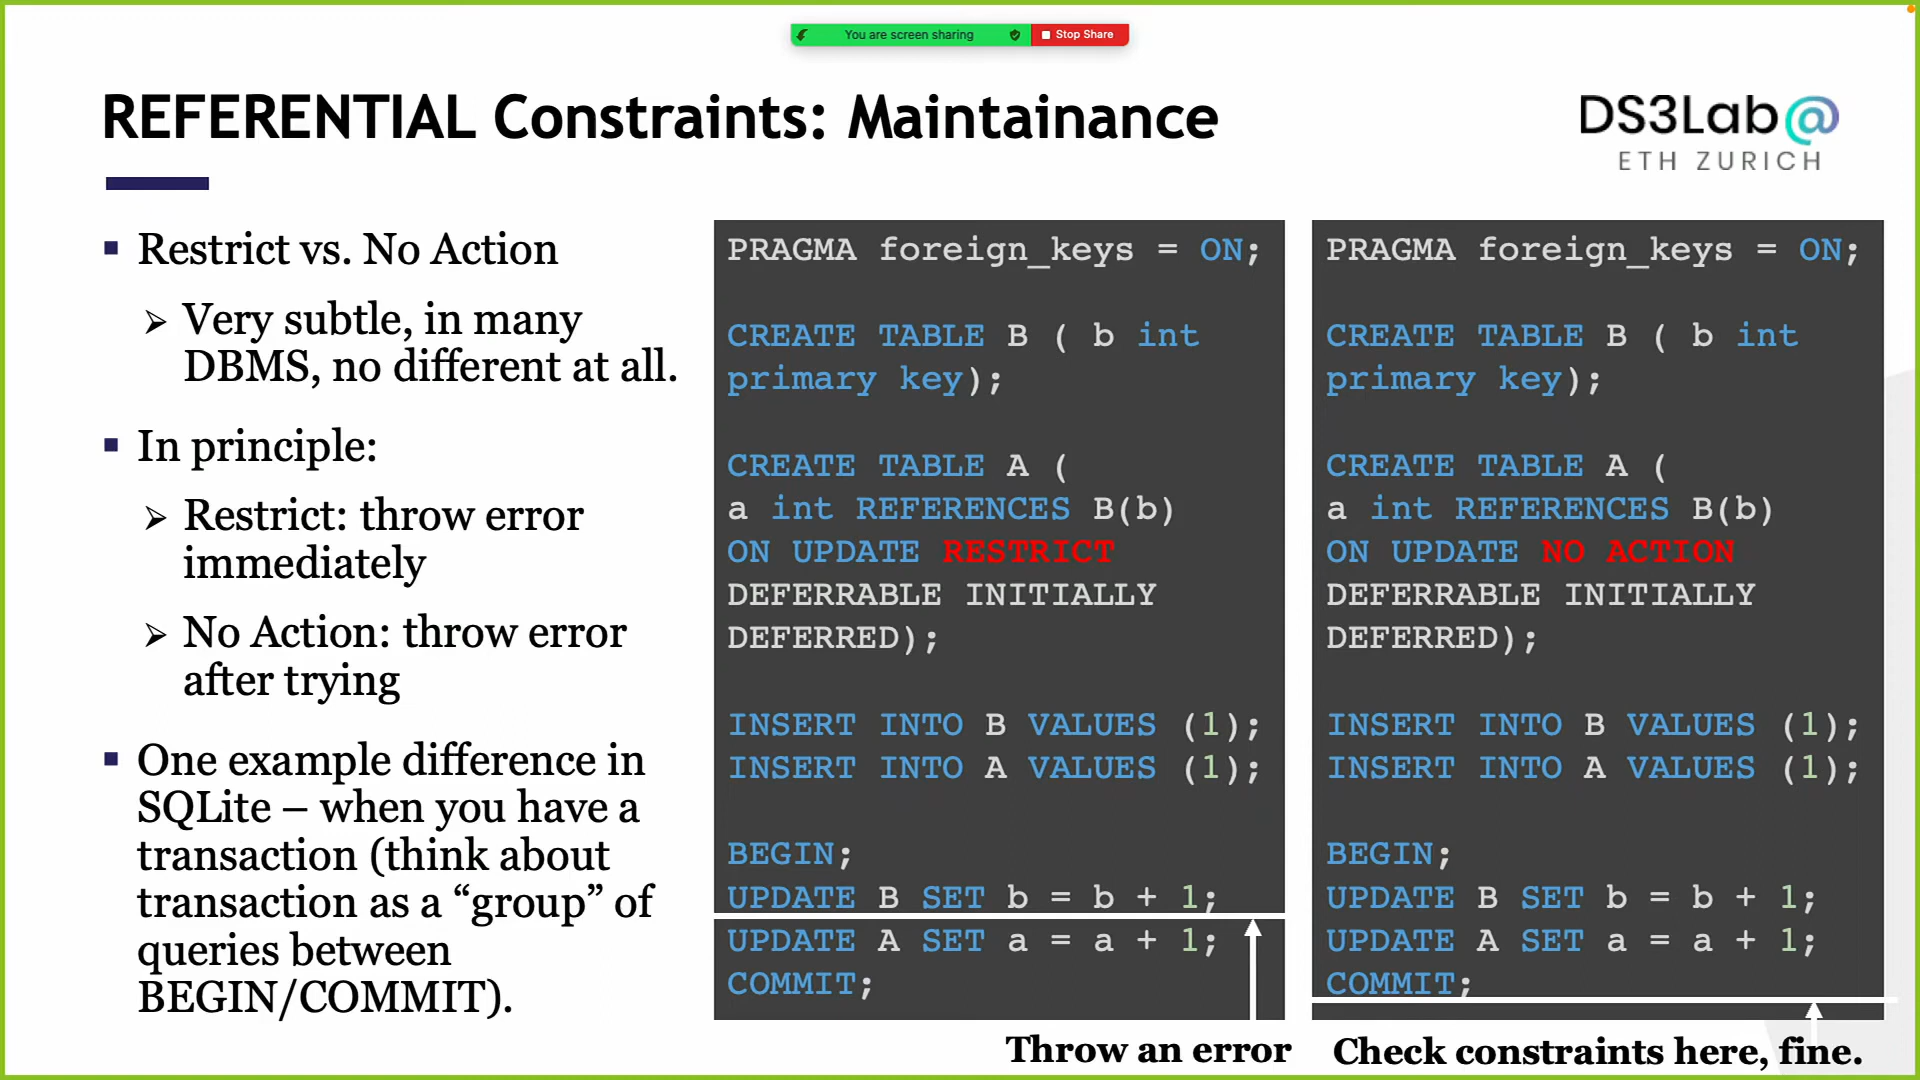 You are screen sharing
Stop Share
REFERENTIAL Constraints: Maintainance
DS3Lab@
ETH ZURICH
▪ Restrict vs. No Action
➢ Very subtle, in many
DBMS, no different at all.
▪ In principle:
➢ Restrict: throw error
immediately
➢ No Action: throw error
after trying
▪ One example difference in
SQLite – when you have a
transaction (think about
transaction as a “group” of
queries between
BEGIN/COMMIT).
PRAGMA foreign_keys = ON;
CREATE TABLE B ( b int
primary key);
CREATE TABLE A (
a int REFERENCES B(b)
ON UPDATE RESTRICT
DEFERRABLE INITIALLY
DEFERRED);
INSERT INTO B VALUES (1);
INSERT INTO A VALUES (1);
BEGIN;
UPDATE B SET b = b + 1;
UPDATE A SET a = a + 1;
COMMIT;
Throw an error
PRAGMA foreign_keys = ON;
CREATE TABLE B ( b int
primary key);
CREATE TABLE A (
a int REFERENCES B(b)
ON UPDATE NO ACTION
DEFERRABLE INITIALLY
DEFERRED);
INSERT INTO B VALUES (1);
INSERT INTO A VALUES (1);
BEGIN;
UPDATE B SET b = b + 1;
UPDATE A SET a = a + 1;
COMMIT;
Check constraints here, fine.